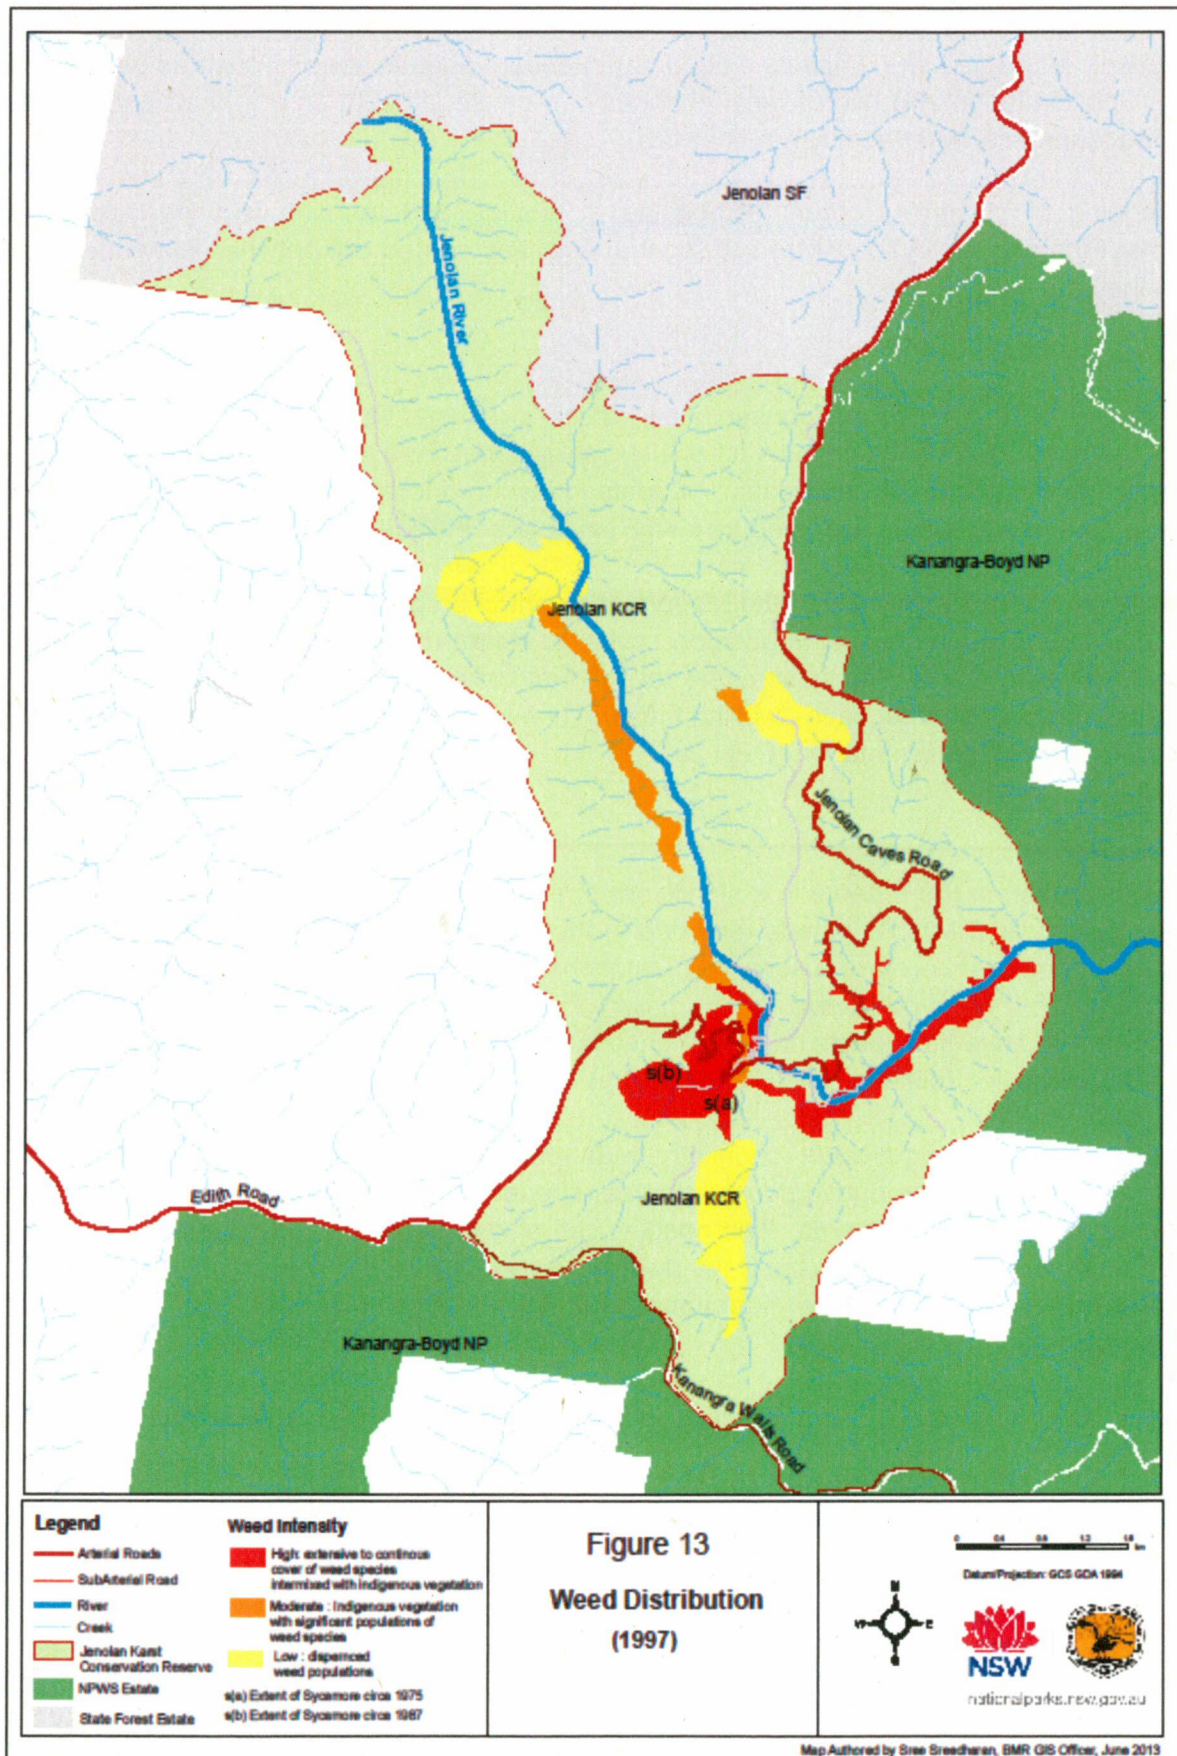 Jenolan SF
Jenolan River
Kanangra-Boyd NP
Jenolan KCR
Jenolan Caves Road
s(b)
s(a)
Jenolan KCR
Edith Road
Kanangra-Boyd NP
Kanangra Walls Road
Legend
Arterial Roads
SubArterial Road
River
Creek
Jenolan Karst
Conservation Reserve
NPWS Estate
State Forest Estate
Weed Intensity
High: extensive to continous
cover of weed species
intermixed with indigenous vegetation
Moderate : Indigenous vegetation
with significant populations of
weed species
Low : dispernced
weed populations
s(a) Extent of Sycamore circa 1975
s(b) Extent of Sycamore circa 1987
Figure 13
Weed Distribution
(1997)
0
km
Datum/Projection: GCS GDA 1994
N
W E
S
NSW
nationalparks.nsw.gov.au
Map Authored by Sree Sreedharan, BMR GIS Officer, June 2013